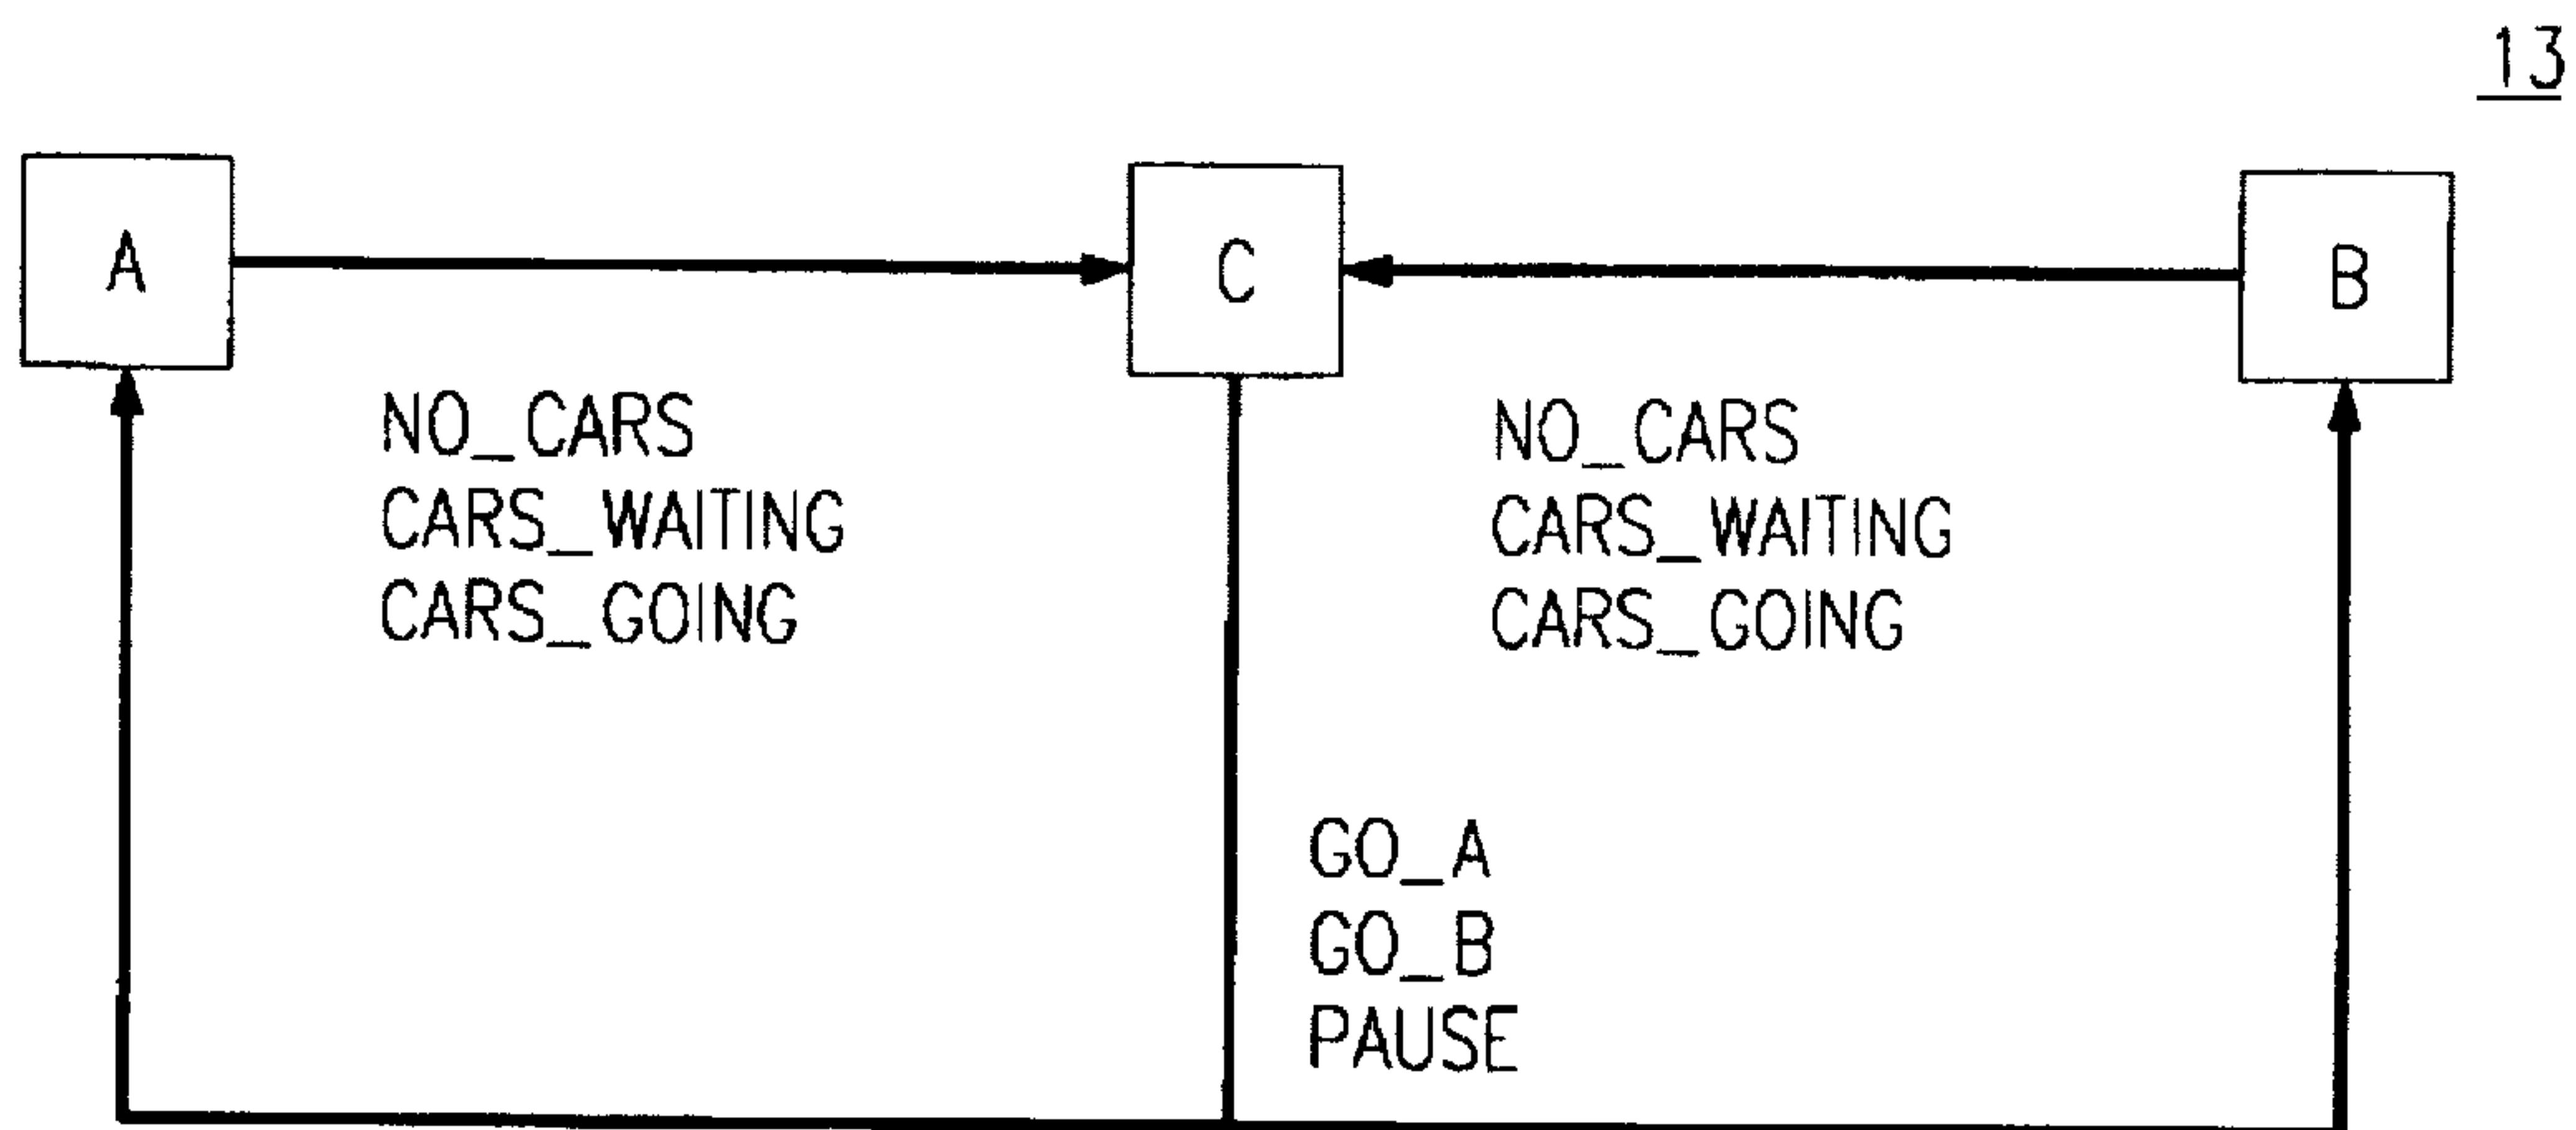 13
A
C
B
NO_CARS
CARS_WAITING
CARS_GOING
NO_CARS
CARS_WAITING
CARS_GOING
GO_A
GO_B
PAUSE